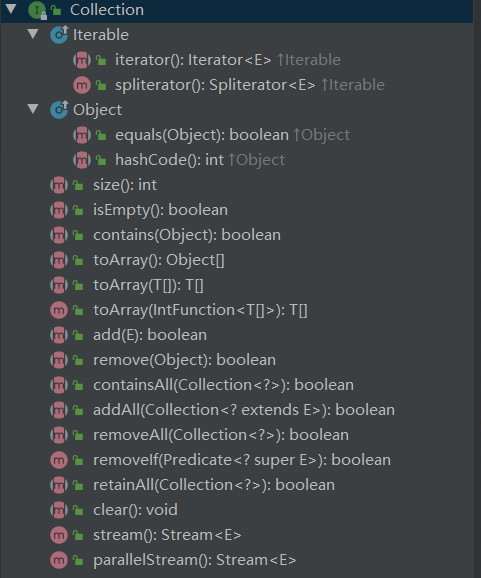 Collection
Iterable
iterator(): Iterator<E> ↑Iterable
spliterator(): Spliterator<E> ↑Iterable
Object
equals(Object): boolean ↑Object
hashCode(): int ↑Object
size(): int
isEmpty(): boolean
contains(Object): boolean
toArray(): Object[]
toArray(T[]): T[]
toArray(IntFunction<T[]>): T[]
add(E): boolean
remove(Object): boolean
containsAll(Collection<?>): boolean
addAll(Collection<? extends E>): boolean
removeAll(Collection<?>): boolean
removeIf(Predicate<? super E>): boolean
retainAll(Collection<?>): boolean
clear(): void
stream(): Stream<E>
parallelStream(): Stream<E>